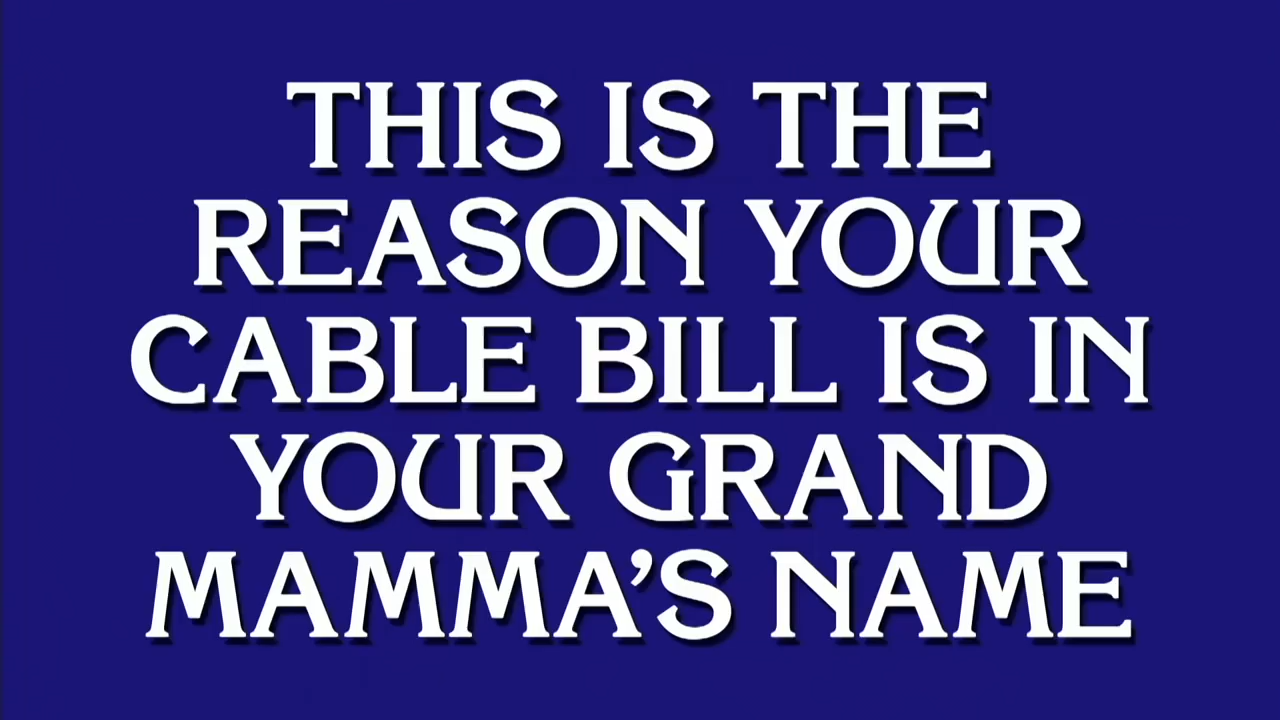 THIS IS THE
REASON YOUR
CABLE BILL IS IN
YOUR GRAND
MAMMA'S NAME